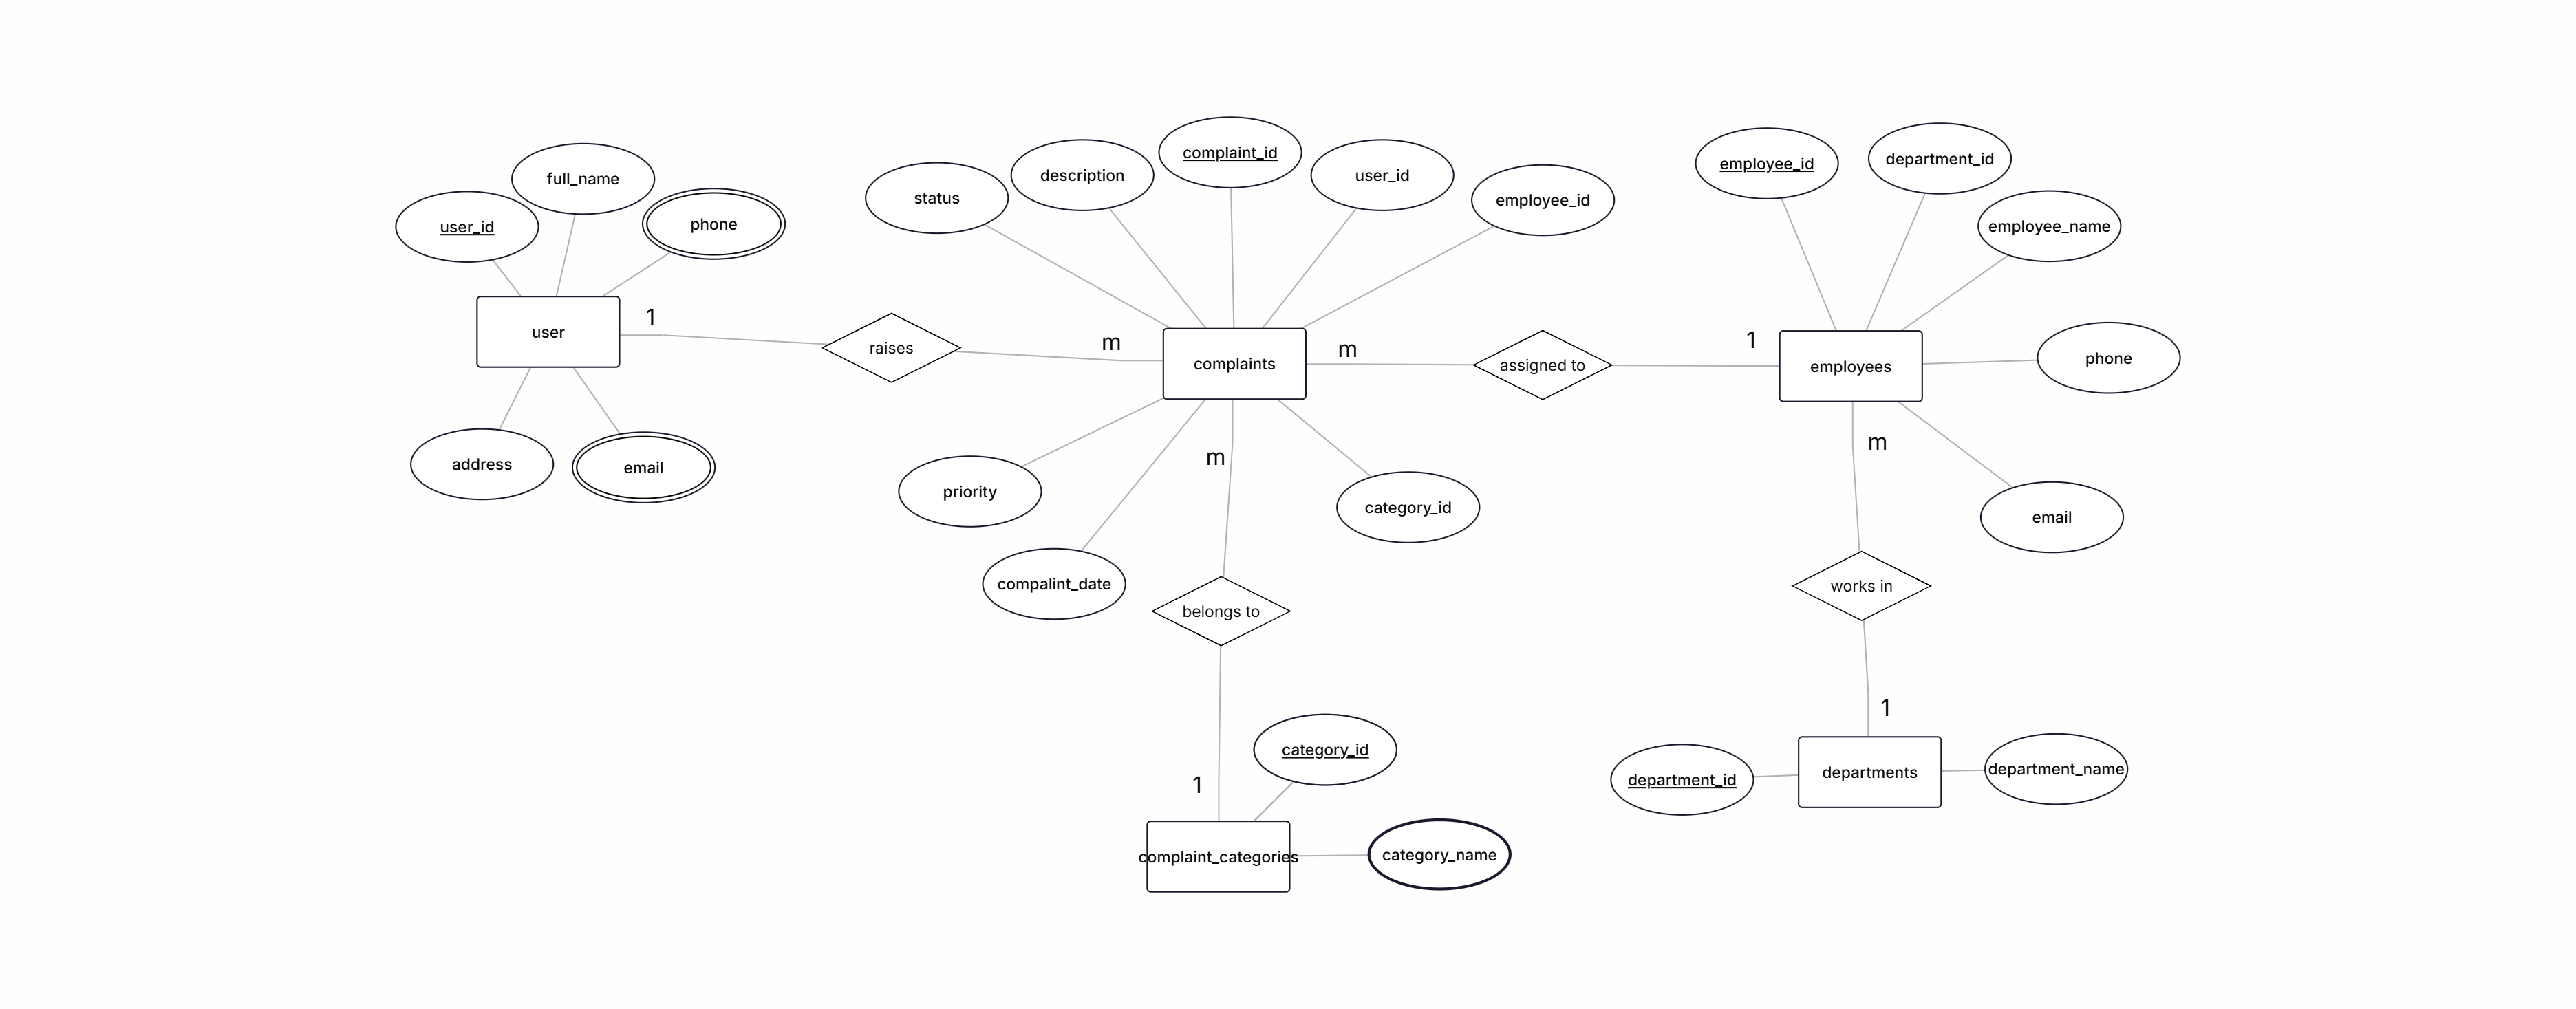 complaint_id
full_name
employee_id
department_id
description
user_id
status
employee_id
phone
user_id
employee_name
user
1
raises
m
complaints
m
assigned to
1
employees
phone
address
email
m
m
priority
category_id
email
compalint_date
belongs to
works in
1
category_id
1
department_id
departments
department_name
complaint_categories
category_name